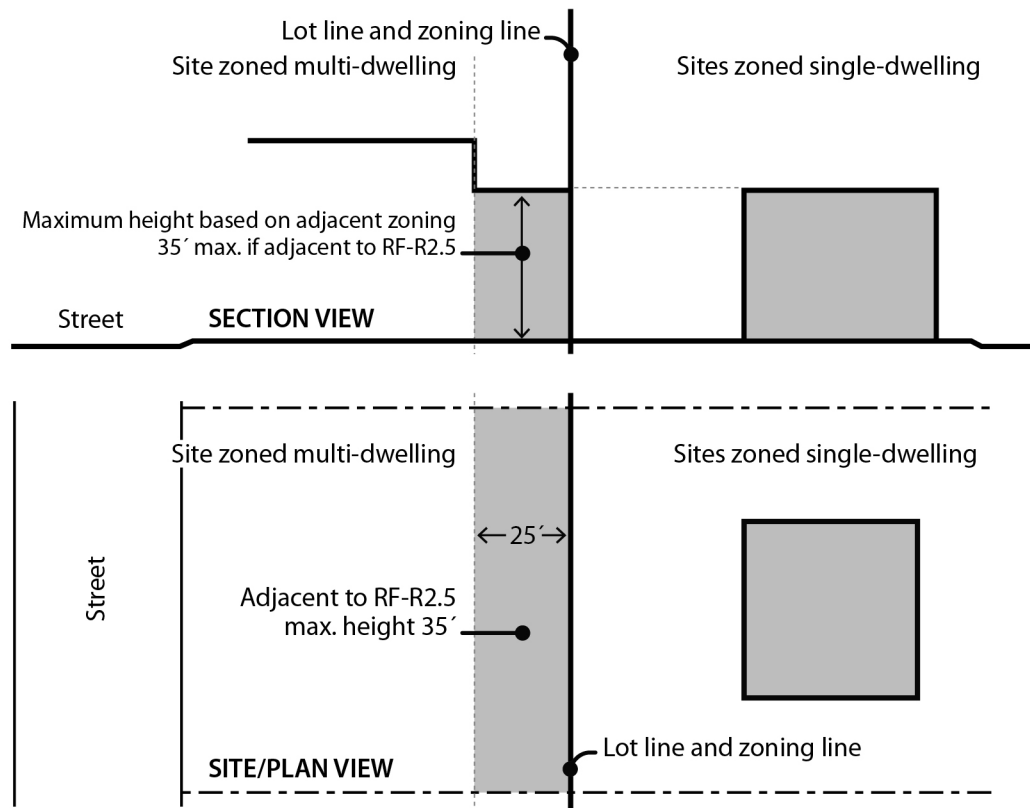 Lot line and zoning line
Site zoned multi-dwelling
Sites zoned single-dwelling
Maximum height based on adjacent zoning
35´ max. if adjacent to RF-R2.5
Street
SECTION VIEW
Site zoned multi-dwelling
Sites zoned single-dwelling
25´
Street
Adjacent to RF-R2.5
max. height 35´
Lot line and zoning line
SITE/PLAN VIEW